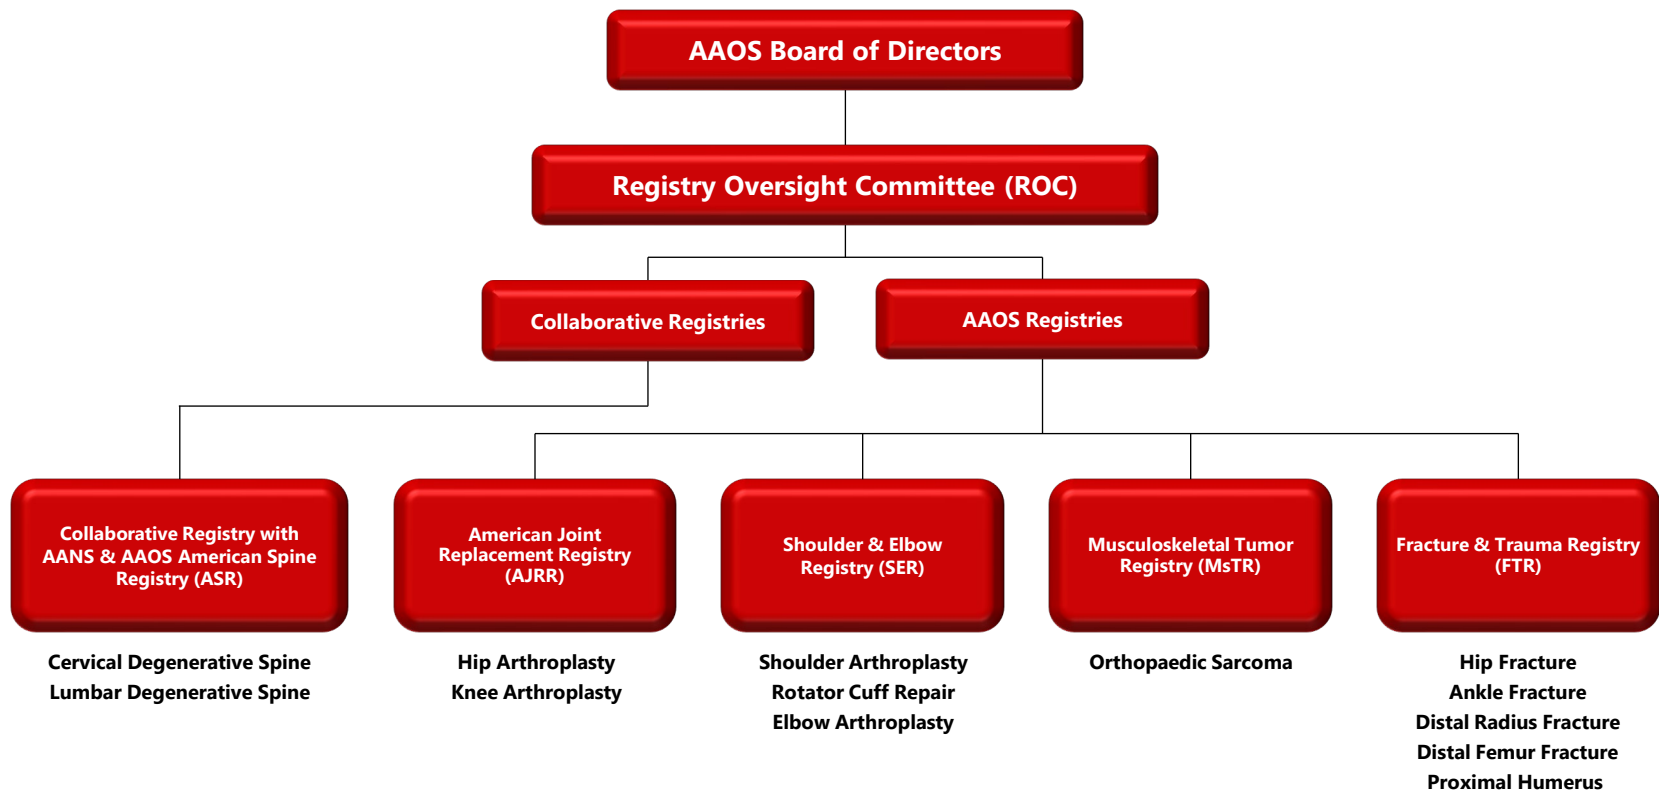 AAOS Board of Directors
Registry Oversight Committee (ROC)
Collaborative Registries
AAOS Registries
Collaborative Registry with
AANS & AAOS American Spine
Registry (ASR)
Cervical Degenerative Spine
Lumbar Degenerative Spine
American Joint
Replacement Registry
(AJRR)
Hip Arthroplasty
Knee Arthroplasty
Shoulder & Elbow
Registry (SER)
Shoulder Arthroplasty
Rotator Cuff Repair
Elbow Arthroplasty
Musculoskeletal Tumor
Registry (MsTR)
Orthopaedic Sarcoma
Fracture & Trauma Registry
(FTR)
Hip Fracture
Ankle Fracture
Distal Radius Fracture
Distal Femur Fracture
Proximal Humerus